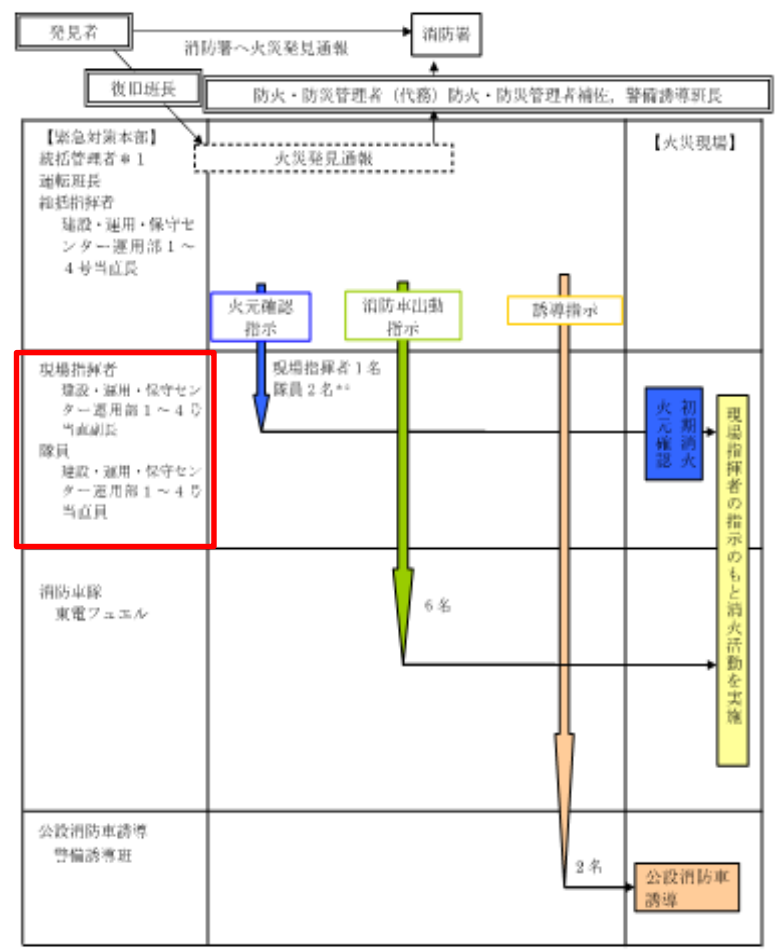 発見者
消防署
消防署へ火災発見通報
復旧班長
防火・防災管理者（代務）防火・防災管理者補佐，警備誘導班長
【緊急対策本部】
統括管理者＊1
運転班長
総括指揮者
建設・運用・保守セ
ンター運用部１～
４号当直長
火災発見通報
【火災現場】
火元確認
指示
消防車出動
指示
誘導指示
現場指揮者
建設・運用・保守セン
ター運用部１～４号
当直副長
隊員
建設・運用・保守セン
ター運用部１～４号
当直員
現場指揮者１名
隊員２名
初期消火
火元確認
現場指揮者の指示のもと消火活動を実施
消防車隊
東電フュエル
６名
公設消防車誘導
警備誘導班
２名
公設消防車
誘導